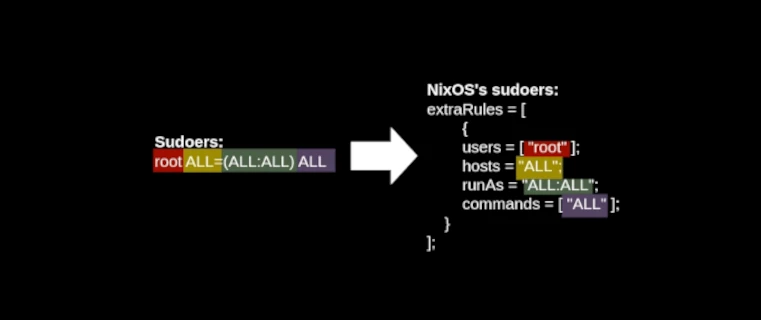 Sudoers:
root ALL=(ALL:ALL) ALL
NixOS's sudoers:
extraRules = [
{
users = [ "root" ];
hosts = "ALL";
runAs = "ALL:ALL";
commands = [ "ALL" ];
}
];